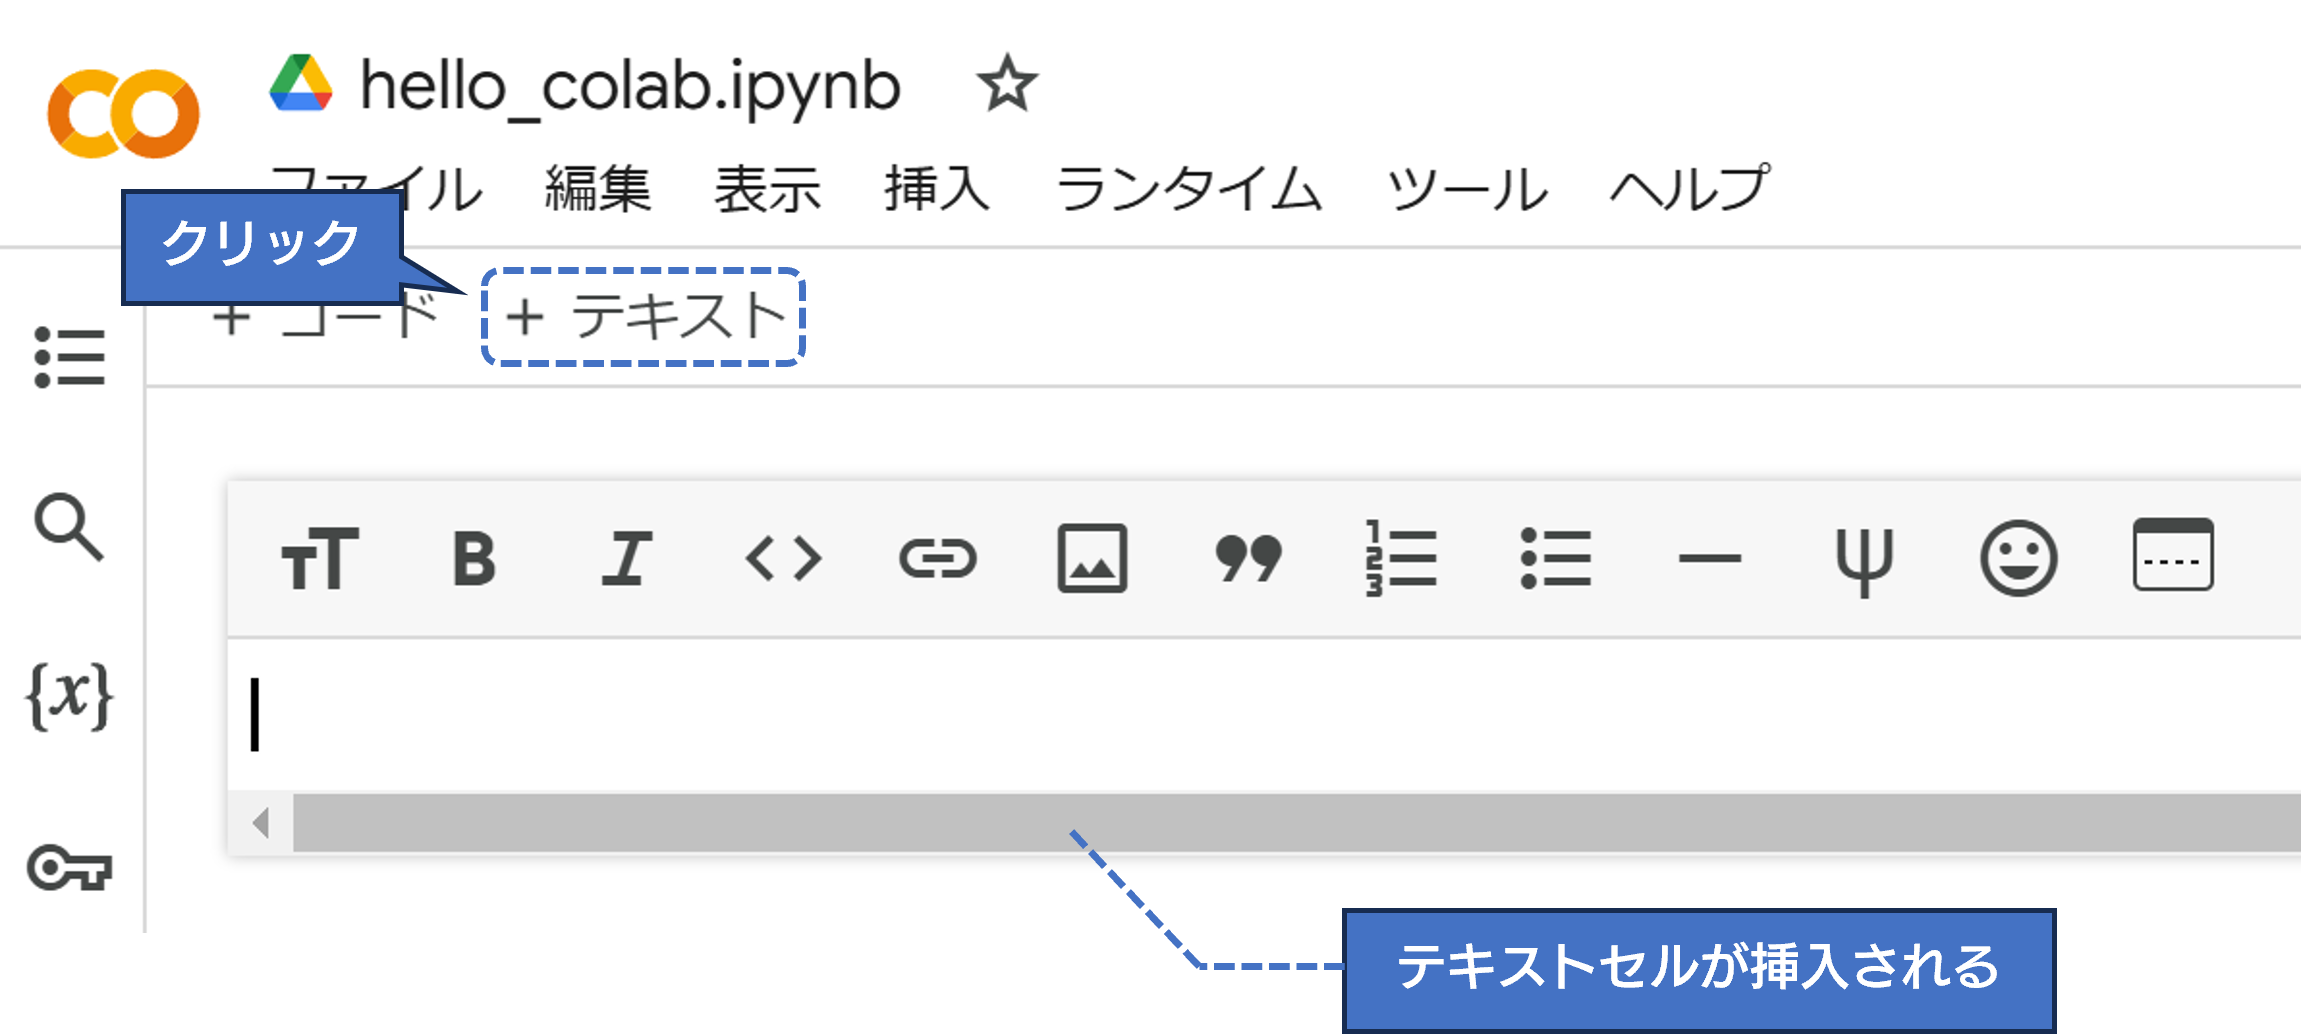 hello_colab.ipynb
ファイル 編集 表示 挿入 ランタイム ツール ヘルプ
クリック
+ コード + テキスト
テキストセルが挿入される